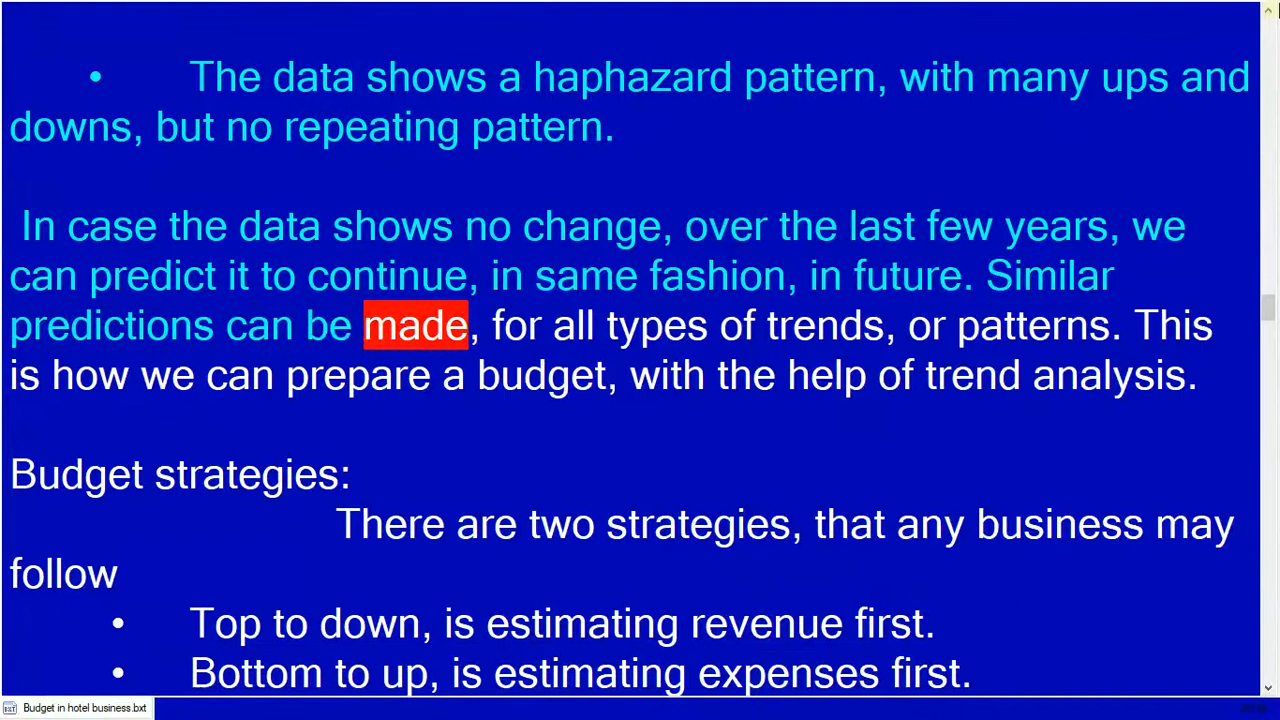 • The data shows a haphazard pattern, with many ups and
downs, but no repeating pattern.
In case the data shows no change, over the last few years, we
can predict it to continue, in same fashion, in future. Similar
predictions can be made, for all types of trends, or patterns. This
is how we can prepare a budget, with the help of trend analysis.
Budget strategies:
There are two strategies, that any business may
follow
• Top to down, is estimating revenue first.
• Bottom to up, is estimating expenses first.
Budget in hotel business.bxt